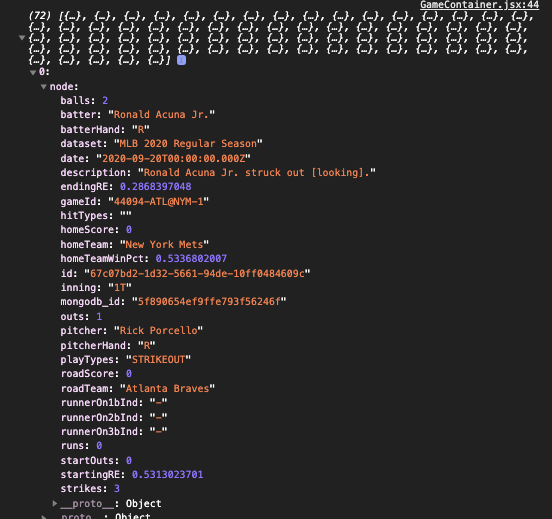 GameContainer.jsx:44
(72) [{…}, {…}, {…}, {…}, {…}, {…}, {…}, {…}, {…}, {…}, {…}, {…}, {…}, {…}, {…}, {…},
{…}, {…}, {…}, {…}, {…}, {…}, {…}, {…}, {…}, {…}, {…}, {…}, {…}, {…}, {…}, {…}, {…},
{…}, {…}, {…}, {…}, {…}, {…}, {…}, {…}, {…}, {…}, {…}, {…}, {…}, {…}, {…}, {…}, {…},
{…}, {…}, {…}, {…}, {…}, {…}, {…}, {…}, {…}, {…}, {…}, {…}, {…}, {…}, {…}, {…}, {…},
{…}, {…}, {…}, {…}, {…}]
0:
node:
balls: 2
batter: "Ronald Acuna Jr."
batterHand: "R"
dataset: "MLB 2020 Regular Season"
date: "2020-09-20T00:00:00.000Z"
description: "Ronald Acuna Jr. struck out [looking]."
endingRE: 0.2868397048
gameId: "44094-ATL@NYM-1"
hitTypes: ""
homeScore: 0
homeTeam: "New York Mets"
homeTeamWinPct: 0.5336802007
id: "67c07bd2-1d32-5661-94de-10ff0484609c"
inning: "1T"
mongodb_id: "5f890654ef9ffe793f56246f"
outs: 1
pitcher: "Rick Porcello"
pitcherHand: "R"
playTypes: "STRIKEOUT"
roadScore: 0
roadTeam: "Atlanta Braves"
runnerOn1bInd: "-"
runnerOn2bInd: "-"
runnerOn3bInd: "-"
runs: 0
startOuts: 0
startingRE: 0.5313023701
strikes: 3
__proto__: Object
__proto__: Object